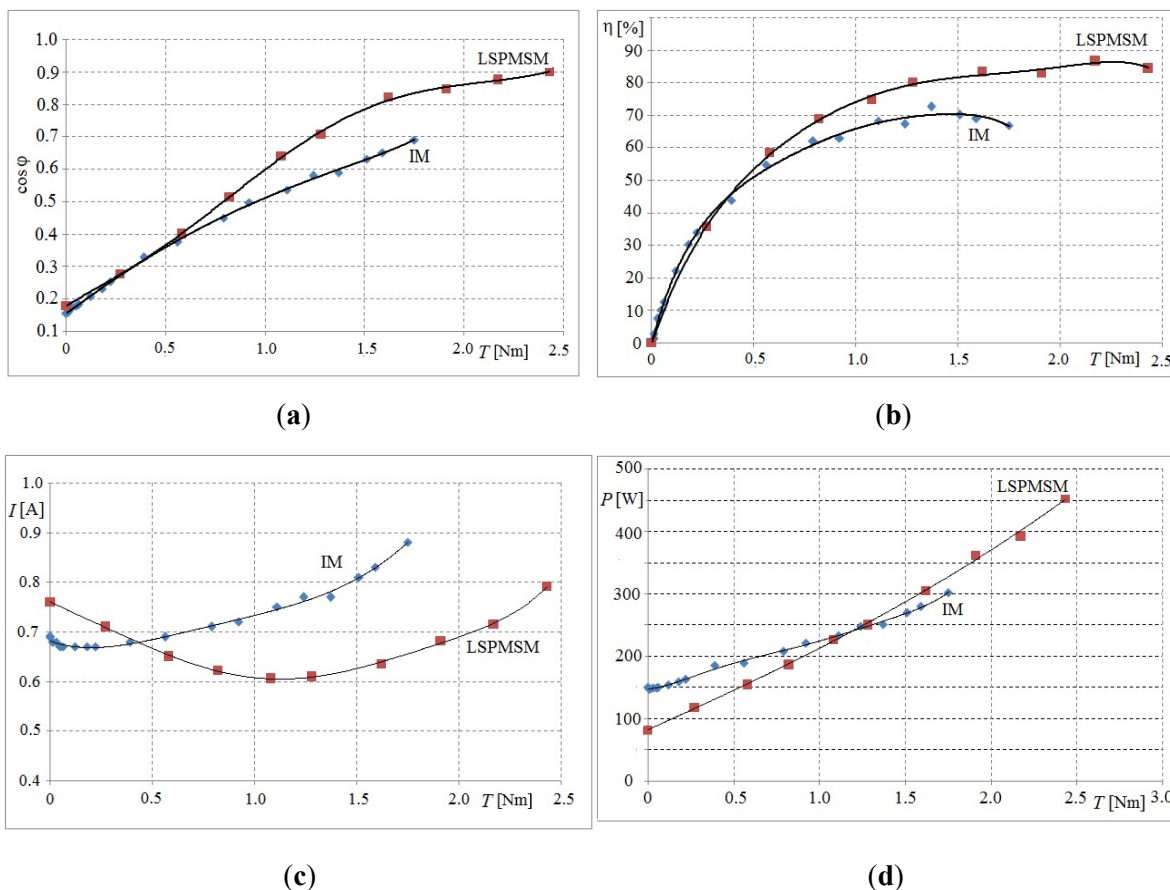 1.0
0.9
0.8
0.7
0.6
0.5
0.4
0.3
0.2
0.1
cos φ
LSPMSM
IM
0 0.5 1.0 1.5 2.0 2.5
T [Nm]
(a)
η [%]
90
80
70
60
50
40
30
20
10
0
LSPMSM
IM
0 0.5 1.0 1.5 2.0 2.5
T [Nm]
(b)
1.0
I [A]
0.9
0.8
0.7
0.6
0.5
0.4
IM
LSPMSM
0 0.5 1.0 1.5 2.0 2.5
T [Nm]
(c)
500
P [W]
400
300
200
100
0
LSPMSM
IM
0 0.5 1.0 1.5 2.0 2.5 3.0
T [Nm]
(d)